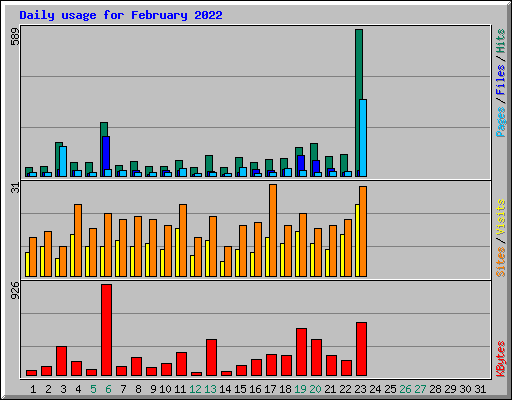 Daily usage for February 2022
589
Pages / Files / Hits
31
Sites / Visits
926
KBytes
1 2 3 4 5 6 7 8 9 10 11 12 13 14 15 16 17 18 19 20 21 22 23 24 25 26 27 28 29 30 31